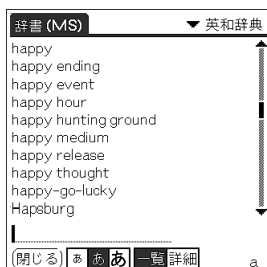 辞書(MS) ▼ 英和辞典
happy
happy ending
happy event
happy hour
happy hunting ground
happy medium
happy release
happy thought
happy-go-lucky
Hapsburg
閉じる あ あ あ 一覧 詳細 a